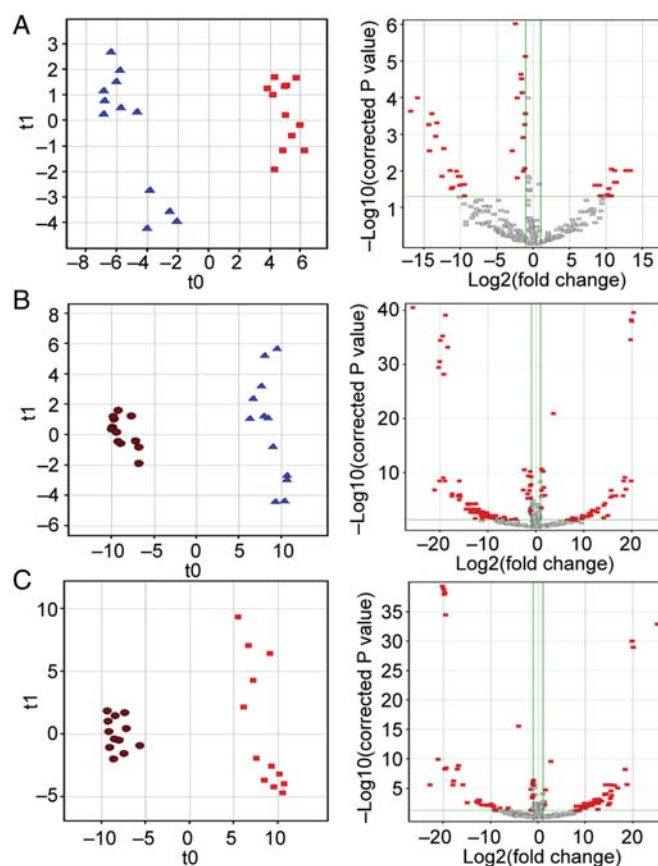 A
3
2
1
0
−1
−2
−3
−4
t1
−8 −6 −4 −2 0 2 4 6
t0
6
5
4
3
2
1
−Log10(corrected P value)
−15 −10 −5 0 5 10 15
Log2(fold change)
B
8
6
4
2
0
−2
−4
−6
t1
−10 −5 0 5 10
t0
40
30
20
10
−Log10(corrected P value)
−20 −10 0 10 20
Log2(fold change)
C
10
5
0
−5
t1
−10 −5 0 5 10
t0
35
30
25
20
15
10
5
−Log10(corrected P value)
−20 −10 0 10 20
Log2(fold change)